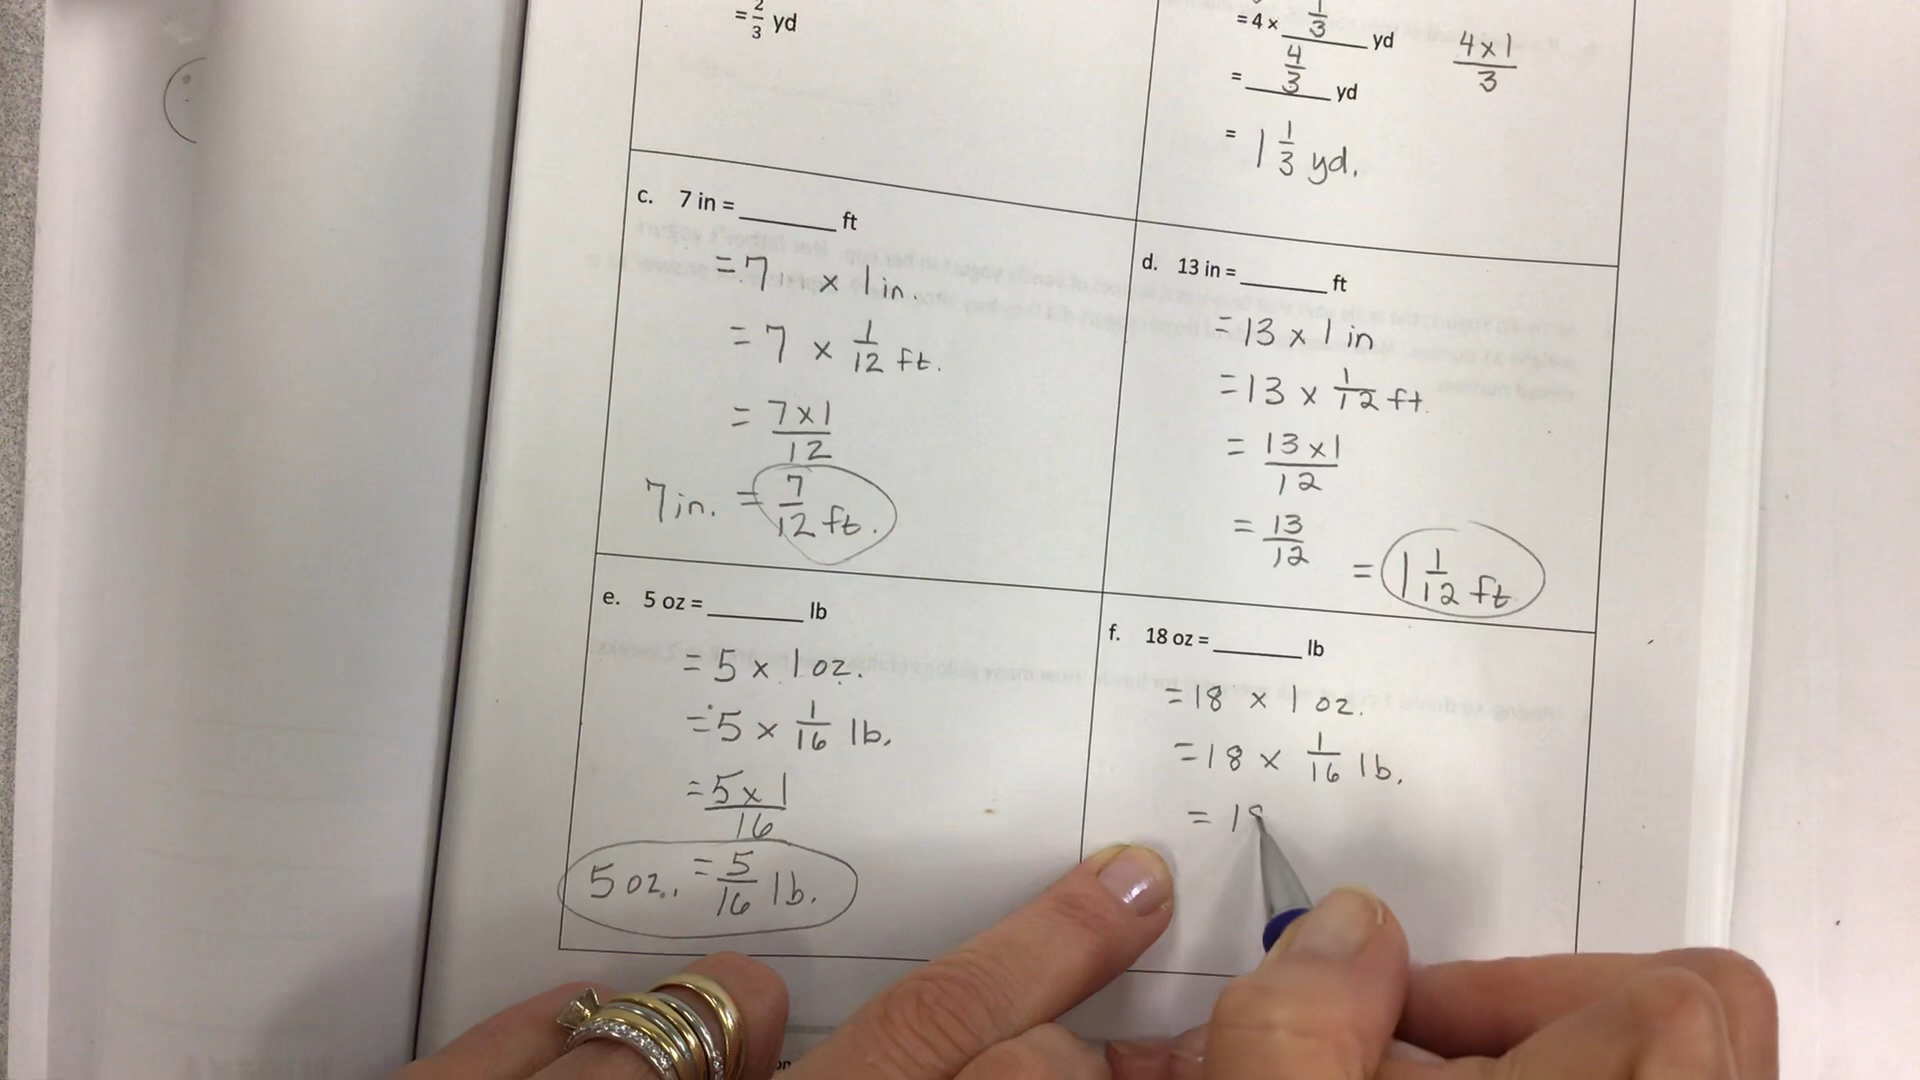 = 2/3 yd
= 4 × 1/3 yd
4 x 1
3
= 4/3 yd
= 1 1/3 yd.
c. 7 in = ______ ft
= 7 x 1 in.
= 7 x 1/12 ft.
= 7 x 1
12
7 in. = 7/12 ft.
d. 13 in = ______ ft
= 13 x 1 in
= 13 x 1/12 ft.
= 13 x 1
12
= 13/12 = 1 1/12 ft
e. 5 oz = ______ lb
= 5 x 1 oz.
= 5 x 1/16 lb.
= 5 x 1
16
5 oz. = 5/16 lb.
f. 18 oz = ______ lb
= 18 x 1 oz.
= 18 x 1/16 lb.
= 18